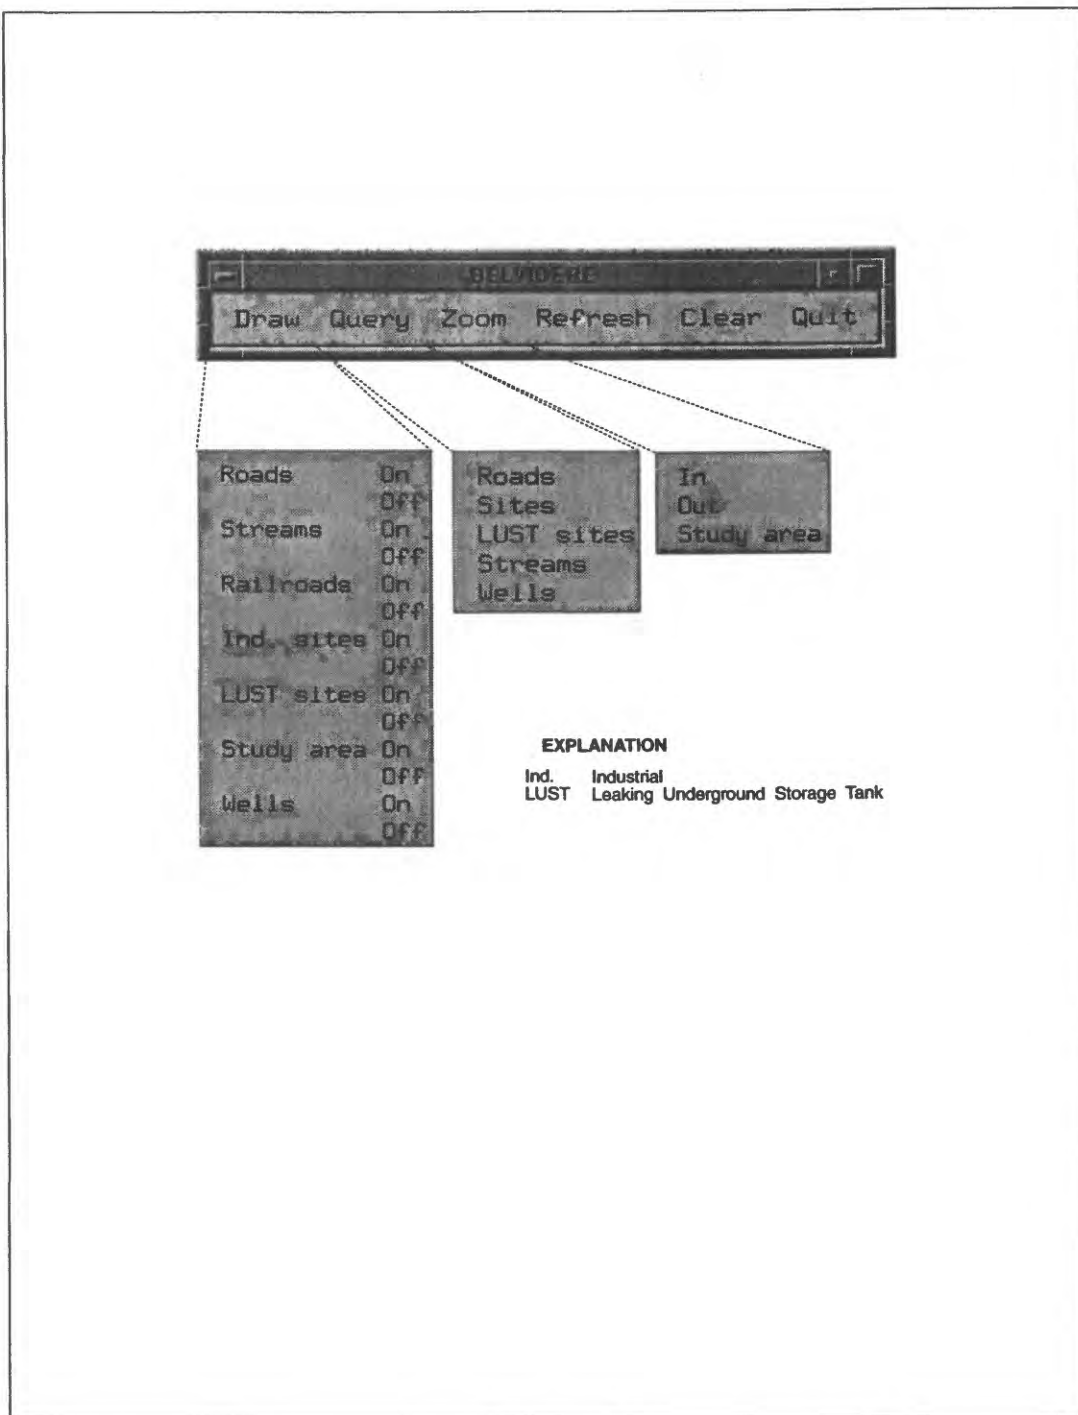 BELVIDERE
Draw Query Zoom Refresh Clear Quit
Roads On
Off
Streams On
Off
Railroads On
Off
Ind. sites On
Off
LUST sites On
Off
Study area On
Off
Wells On
Off
Roads
Sites
LUST sites
Streams
Wells
In
Out
Study area
EXPLANATION
Ind. Industrial
LUST Leaking Underground Storage Tank